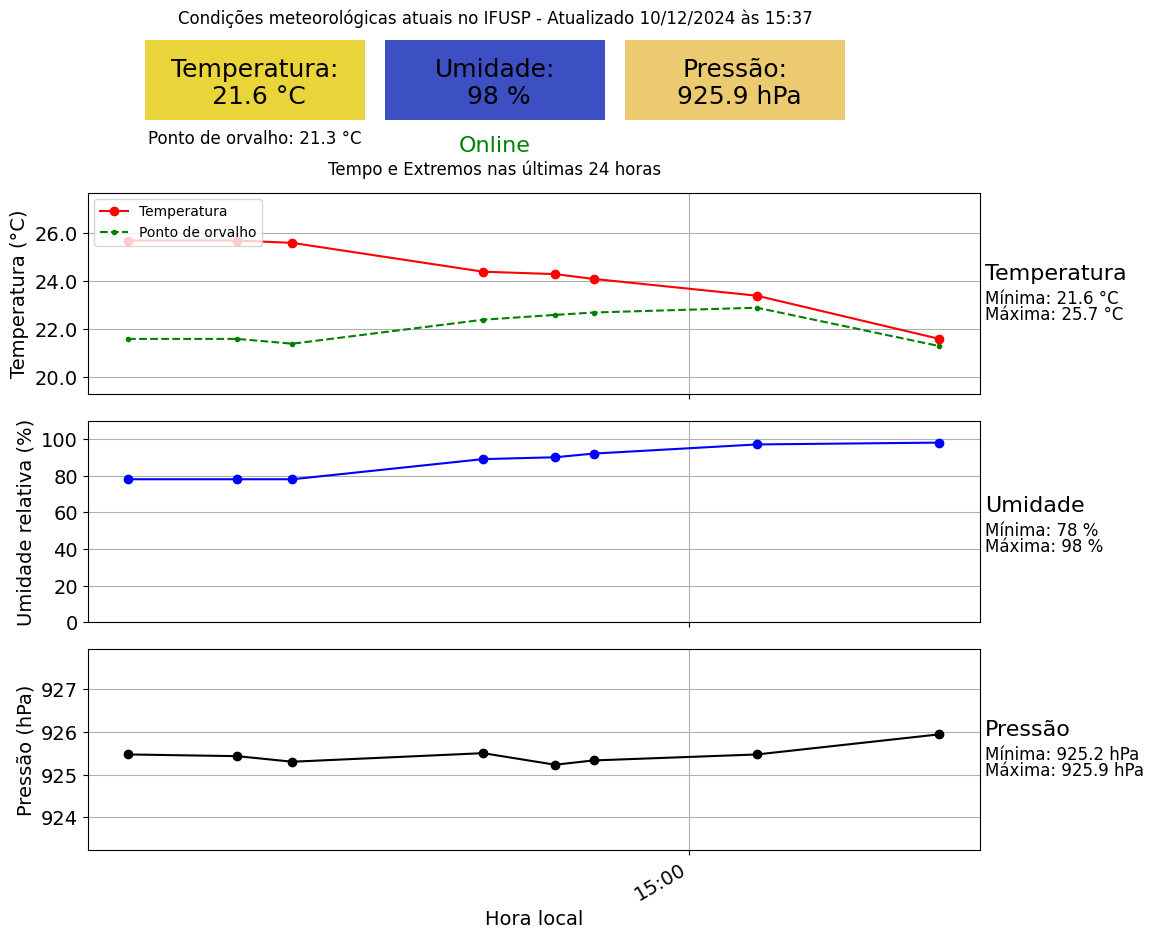 Condições meteorológicas atuais no IFUSP - Atualizado 10/12/2024 às 15:37
Temperatura:
21.6 °C
Umidade:
98 %
Pressão:
925.9 hPa
Ponto de orvalho: 21.3 °C
Online
Tempo e Extremos nas últimas 24 horas
Temperatura (°C)
26.0
24.0
22.0
20.0
Temperatura
Ponto de orvalho
Temperatura
Mínima: 21.6 °C
Máxima: 25.7 °C
Umidade relativa (%)
100
80
60
40
20
0
Umidade
Mínima: 78 %
Máxima: 98 %
Pressão (hPa)
927
926
925
924
Pressão
Mínima: 925.2 hPa
Máxima: 925.9 hPa
15:00
Hora local